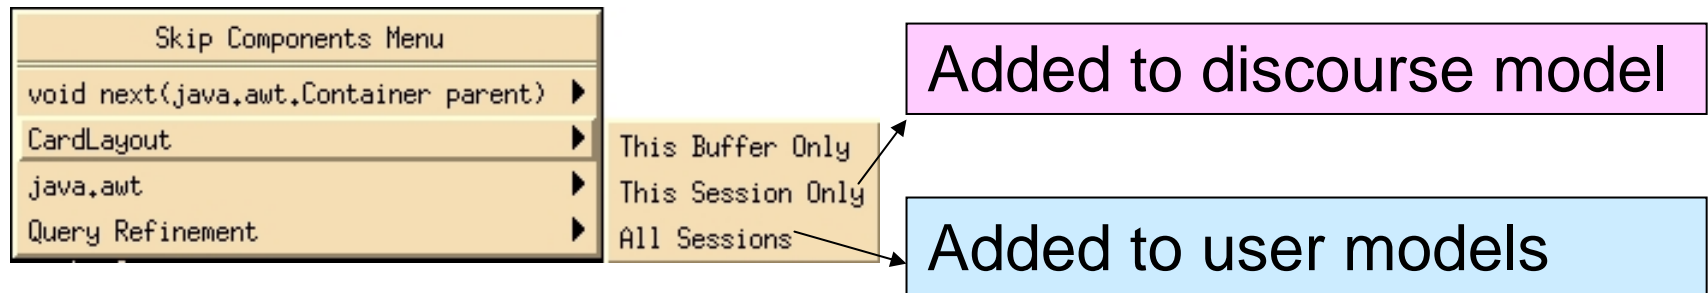 Skip Components Menu
void next(java.awt.Container parent)
CardLayout
java.awt
Query Refinement
This Buffer Only
This Session Only
All Sessions
Added to discourse model
Added to user models